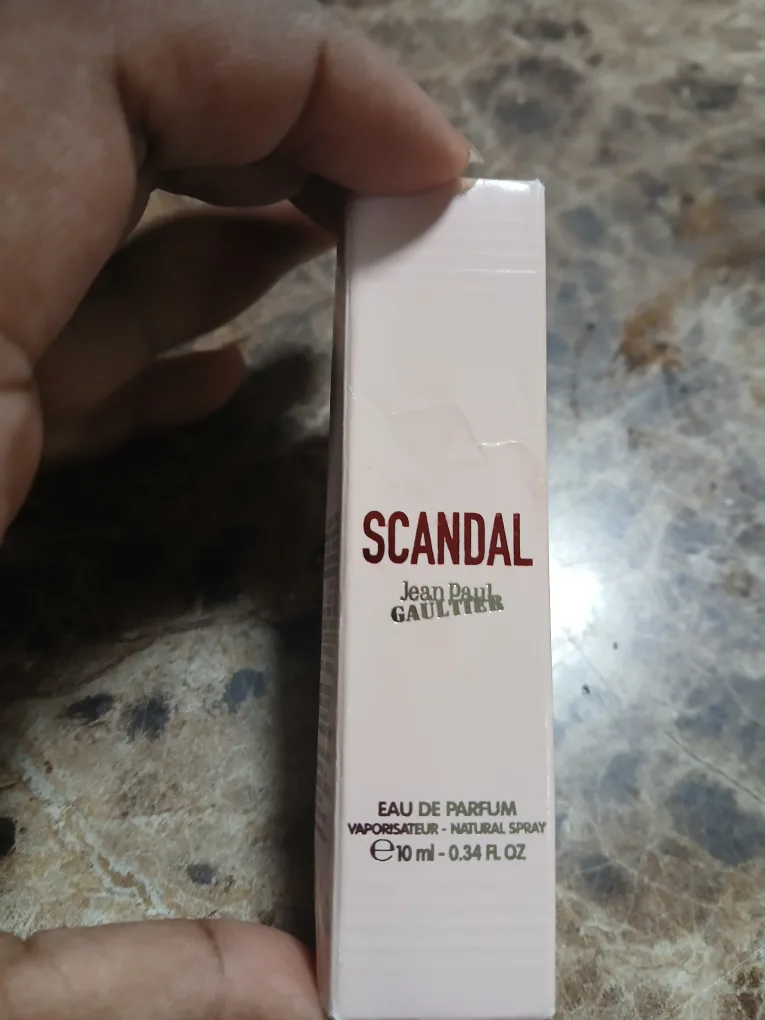 SCANDAL
Jean Paul
GAULTIER
EAU DE PARFUM
VAPORISATEUR - NATURAL SPRAY
℮10 ml - 0.34 FL OZ